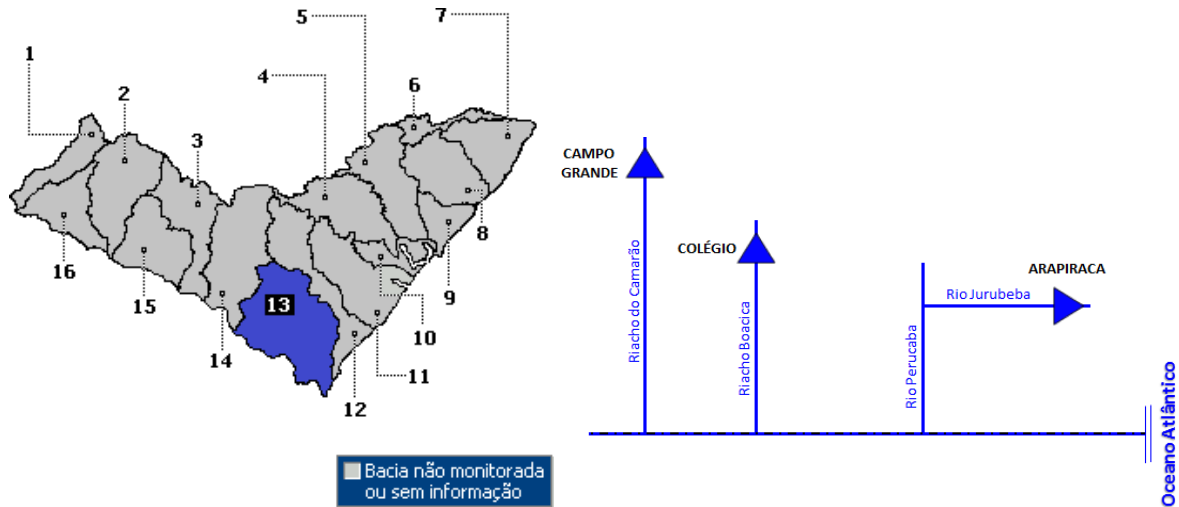 1
2
3
4
5
6
7
8
9
10
11
12
13
14
15
16
Bacia não monitorada
ou sem informação
CAMPO
GRANDE
Riacho do Camarão
COLÉGIO
Riacho Boacica
Rio Perucaba
Rio Jurubeba
ARAPIRACA
Oceano Atlântico